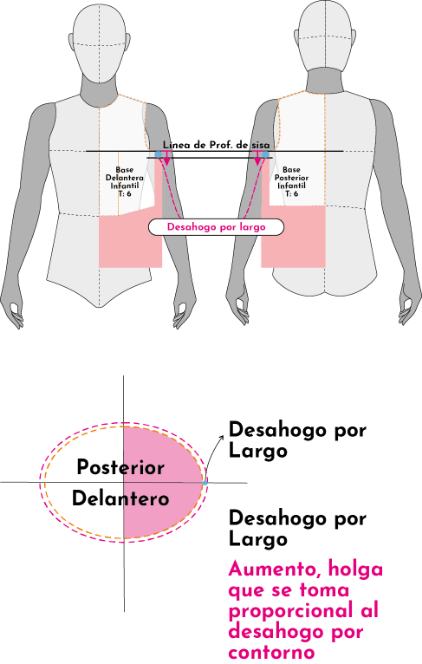 Linea de Prof. de sisa
Base
Delantera
Infantil
T: 6
Base
Posterior
Infantil
T: 6
Desahogo por largo
Posterior
Delantero
Desahogo por
Largo
Desahogo por
Largo
Aumento, holga
que se toma
proporcional al
desahogo por
contorno